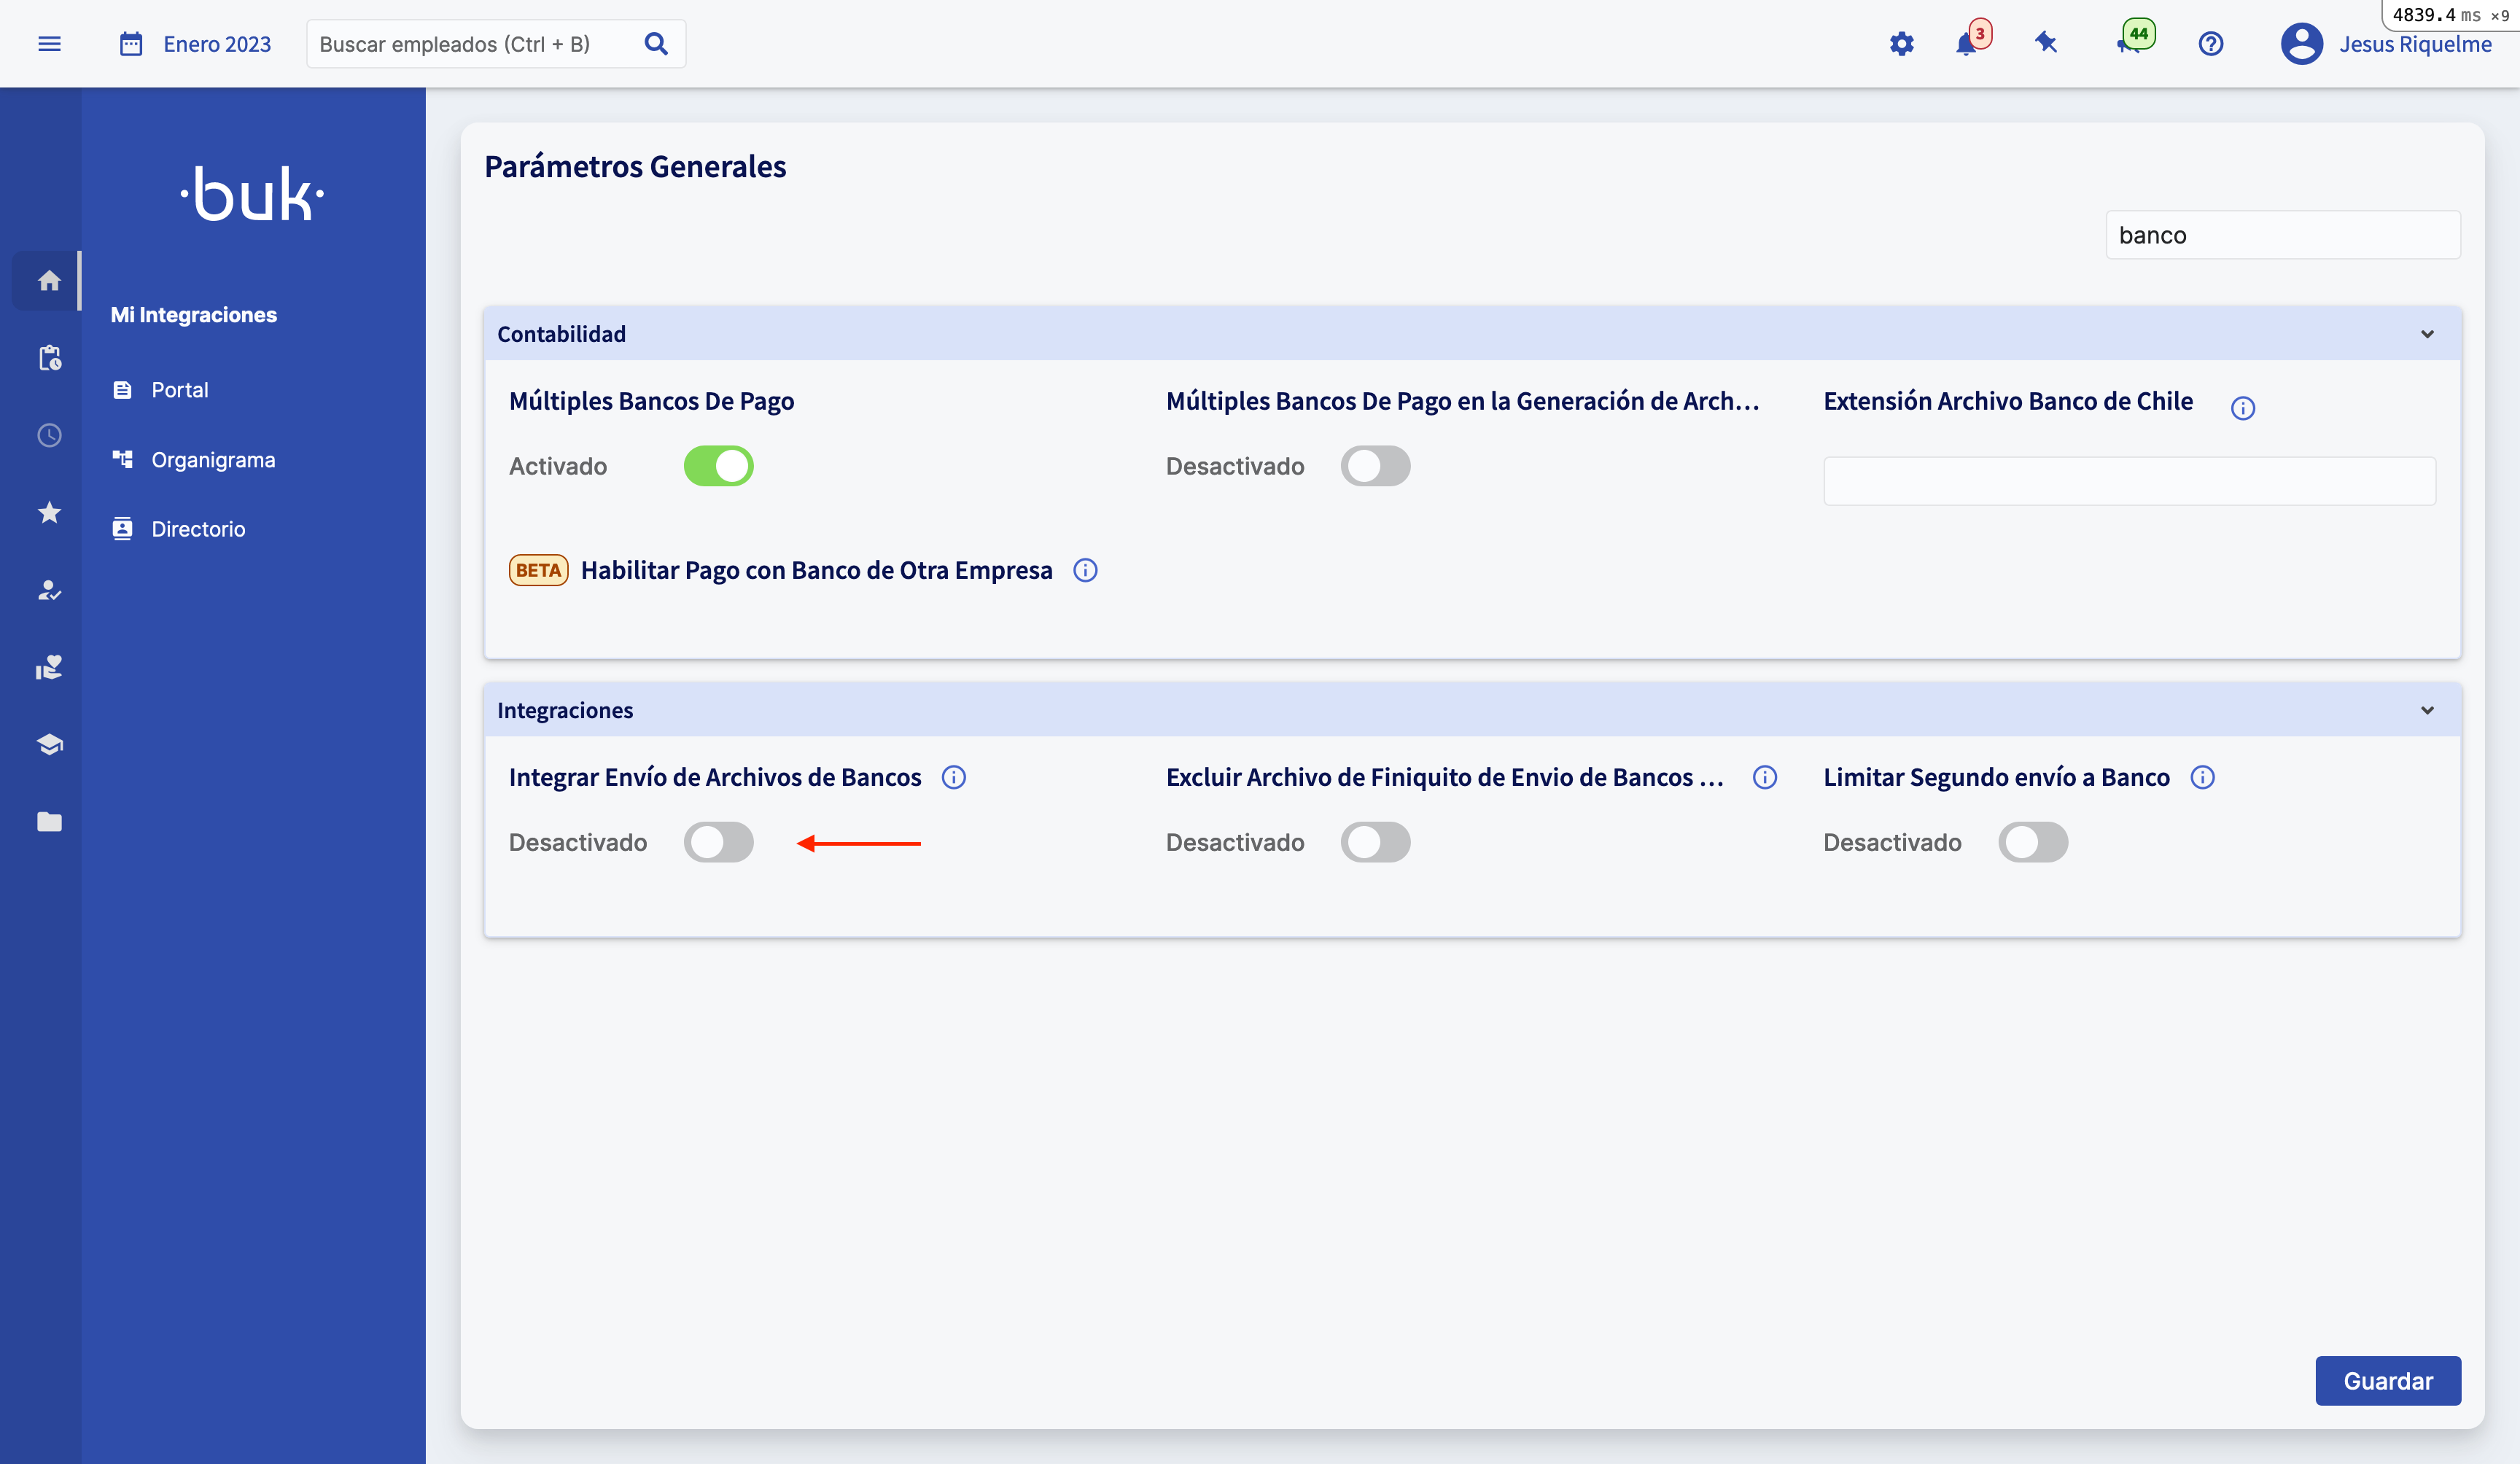 4839.4 ms ×9
Enero 2023
Buscar empleados (Ctrl + B)
3
44
Jesus Riquelme
·buk·
Mi Integraciones
Portal
Organigrama
Directorio
Parámetros Generales
banco
Contabilidad
Múltiples Bancos De Pago
Múltiples Bancos De Pago en la Generación de Arch...
Extensión Archivo Banco de Chile
Activado
Desactivado
BETA Habilitar Pago con Banco de Otra Empresa
Integraciones
Integrar Envío de Archivos de Bancos
Excluir Archivo de Finiquito de Envio de Bancos ...
Limitar Segundo envío a Banco
Desactivado
Desactivado
Desactivado
Guardar